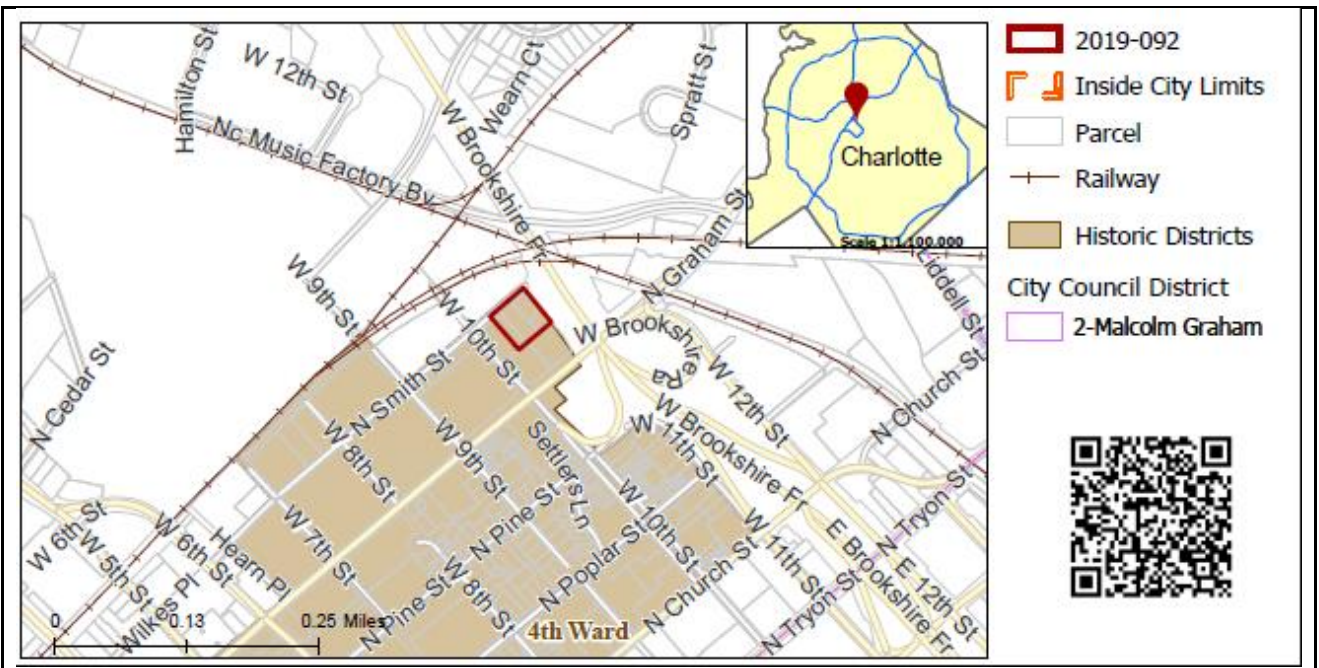 Hamilton St
W 12th St
Nc Music Factory Bv
W Brookshire Fr
Wearn Ct
Spratt St
Charlotte
Scale 1:1,100,000
N Graham St
Liddell St
W 9th St
W 10th St
W Brookshire Ra
W 12th St
N Church St
N Cedar St
N Smith St
W 8th St
W 9th St
Settlers Ln
W 11th St
W Brookshire Fr
N Pine St
W 10th St
N Tryon St
W 6th St
W 5th St
W 6th St
Hearn Pl
W 7th St
N Poplar St
W 11th St
E Brookshire Fr
E 12th St
Wilkes Pl
N Pine St
W 8th St
N Church St
N Tryon St
4th Ward
0 0.13 0.25 Miles
2019-092
Inside City Limits
Parcel
Railway
Historic Districts
City Council District
2-Malcolm Graham